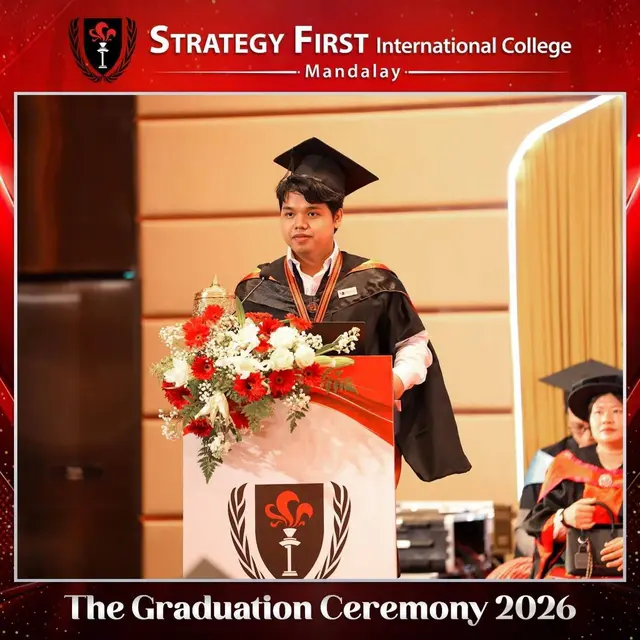 STRATEGY FIRST International College
Mandalay
The Graduation Ceremony 2026